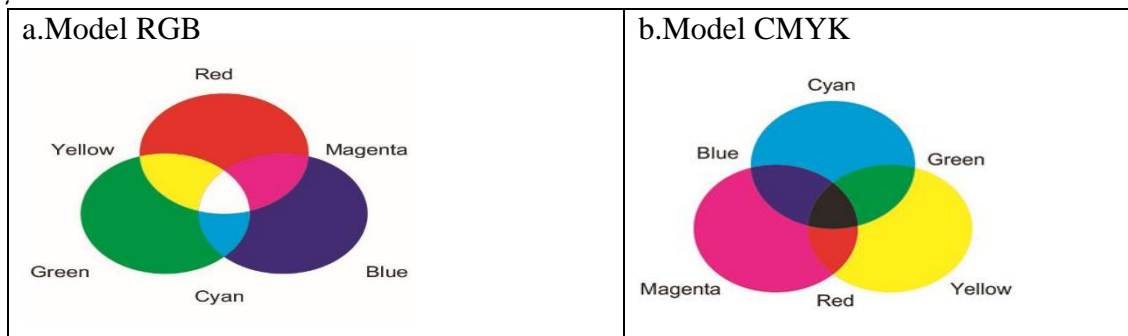 a.Model RGB
Red
Yellow
Magenta
Green
Blue
Cyan
b.Model CMYK
Cyan
Blue
Green
Magenta
Yellow
Red